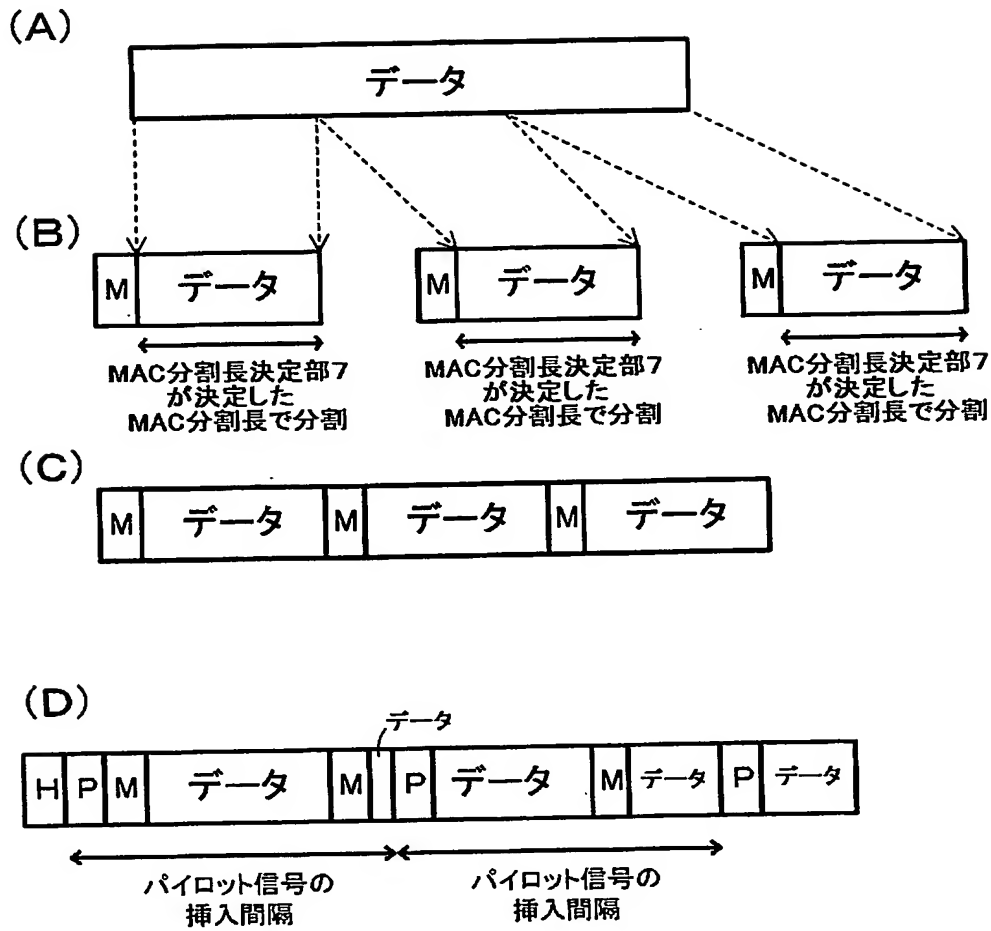 (A)
データ
(B)
M データ M データ M データ
MAC分割長決定部7
が決定した
MAC分割長で分割
MAC分割長決定部7
が決定した
MAC分割長で分割
MAC分割長決定部7
が決定した
MAC分割長で分割
(C)
M データ M データ M データ
(D)
データ
H P M データ M P データ M データ P データ
パイロット信号の
挿入間隔
パイロット信号の
挿入間隔